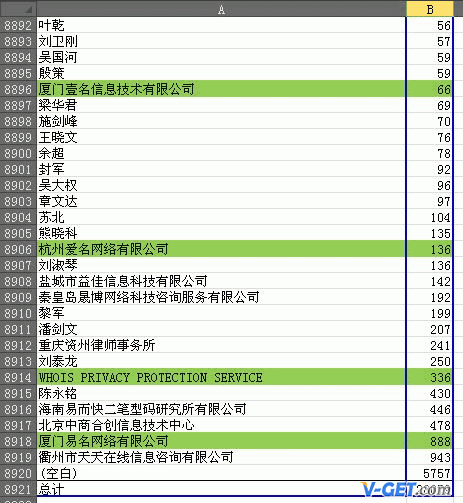 A B
8892 叶乾 56
8893 刘卫刚 57
8894 吴国河 59
8895 殷策 59
8896 厦门壹名信息技术有限公司 66
8897 梁华君 69
8898 施剑峰 70
8899 王晓文 76
8900 余超 78
8901 封军 92
8902 吴大权 96
8903 章文达 97
8904 苏北 104
8905 熊晓科 135
8906 杭州爱名网络有限公司 136
8907 刘淑琴 136
8908 盐城市益佳信息科技有限公司 142
8909 秦皇岛晟博网络科技咨询服务有限公司 192
8910 黎军 199
8911 潘剑文 207
8912 重庆资州律师事务所 241
8913 刘泰龙 250
8914 WHOIS PRIVACY PROTECTION SERVICE 336
8915 陈永铭 430
8916 海南易而快二笔型码研究所有限公司 446
8917 北京中商合创信息技术中心 478
8918 厦门易名网络有限公司 888
8919 衢州市天天在线信息咨询有限公司 943
8920 (空白) 5757
8921 总计
V-GET.com